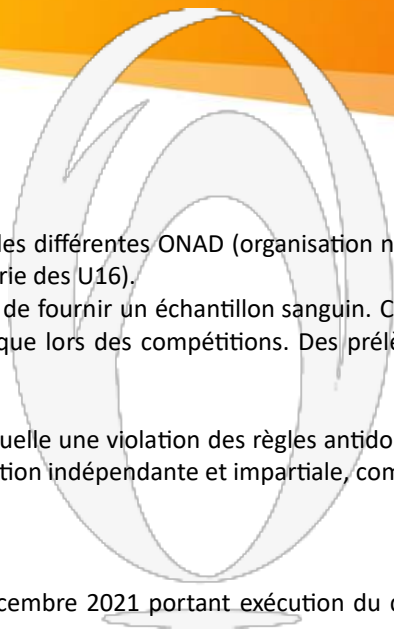 les différentes ONAD (organisation n
rie des U16).
de fournir un échantillon sanguin. C
que lors des compétitions. Des prélè
uelle une violation des règles antido
tion indépendante et impartiale, com
cembre 2021 portant exécution du d